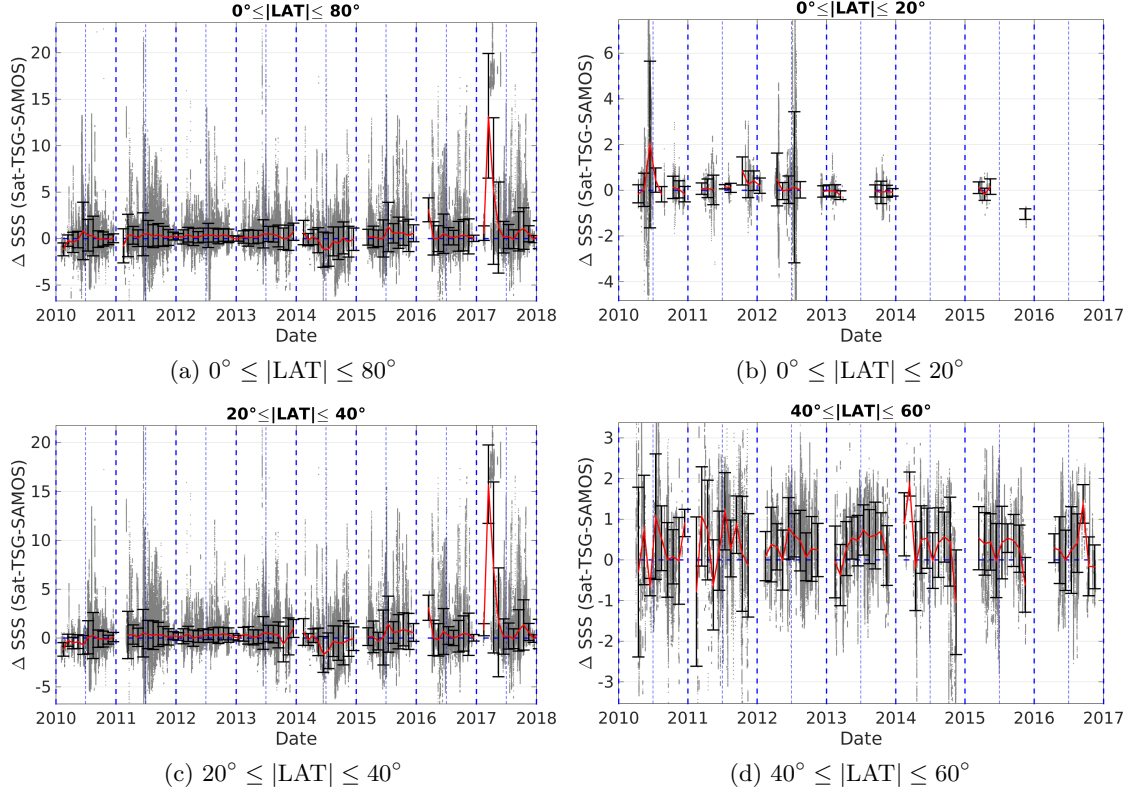 0°≤|LAT|≤ 80°
Δ SSS (Sat-TSG-SAMOS)
20
15
10
5
0
-5
2010 2011 2012 2013 2014 2015 2016 2017 2018
Date
(a) 0° ≤ |LAT| ≤ 80°
0°≤|LAT|≤ 20°
Δ SSS (Sat-TSG-SAMOS)
6
4
2
0
-2
-4
2010 2011 2012 2013 2014 2015 2016 2017
Date
(b) 0° ≤ |LAT| ≤ 20°
20°≤|LAT|≤ 40°
Δ SSS (Sat-TSG-SAMOS)
20
15
10
5
0
-5
2010 2011 2012 2013 2014 2015 2016 2017 2018
Date
(c) 20° ≤ |LAT| ≤ 40°
40°≤|LAT|≤ 60°
Δ SSS (Sat-TSG-SAMOS)
3
2
1
0
-1
-2
-3
2010 2011 2012 2013 2014 2015 2016 2017
Date
(d) 40° ≤ |LAT| ≤ 60°